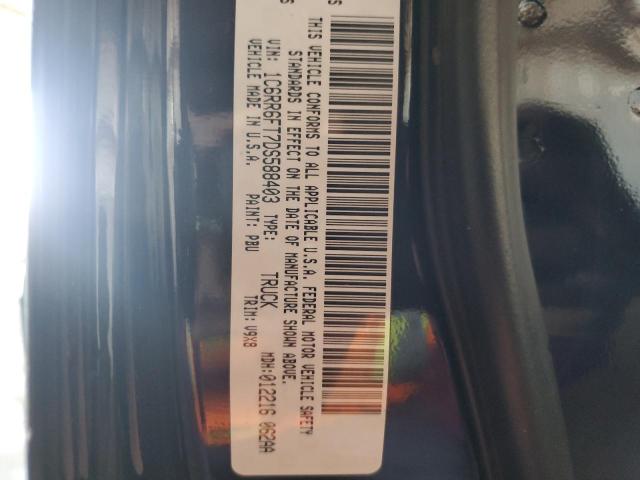 THIS VEHICLE CONFORMS TO ALL APPLICABLE U.S.A. FEDERAL MOTOR VEHICLE SAFETY
STANDARDS IN EFFECT ON THE DATE OF MANUFACTURE SHOWN ABOVE.
VIN: 1C6RR6FT7DS588403 TYPE: TRUCK MDH:012216 062AA
VEHICLE MADE IN U.S.A. PAINT: PBU TRIM: V9X8